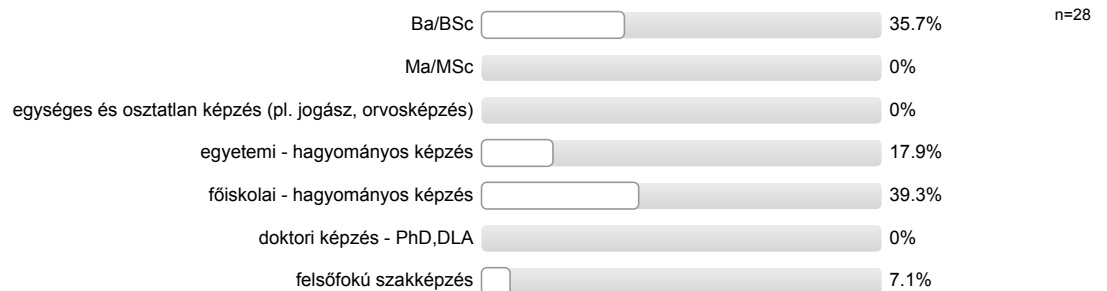 Ba/BSc 35.7% n=28
Ma/MSc 0%
egységes és osztatlan képzés (pl. jogász, orvosképzés) 0%
egyetemi - hagyományos képzés 17.9%
főiskolai - hagyományos képzés 39.3%
doktori képzés - PhD,DLA 0%
felsőfokú szakképzés 7.1%